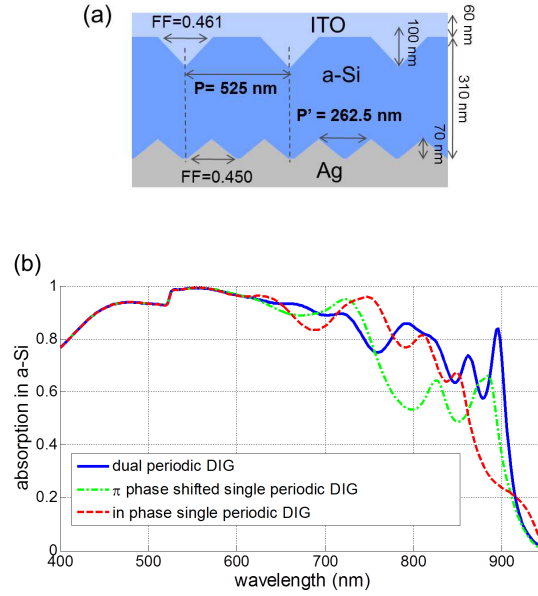 (a)
FF=0.461
ITO
60 nm
100 nm
a-Si
P= 525 nm
310 nm
P' = 262.5 nm
70 nm
FF=0.450
Ag
(b)
absorption in a-Si
1
0.8
0.6
0.4
0.2
0
dual periodic DIG
π phase shifted single periodic DIG
in phase single periodic DIG
400 500 600 700 800 900
wavelength (nm)